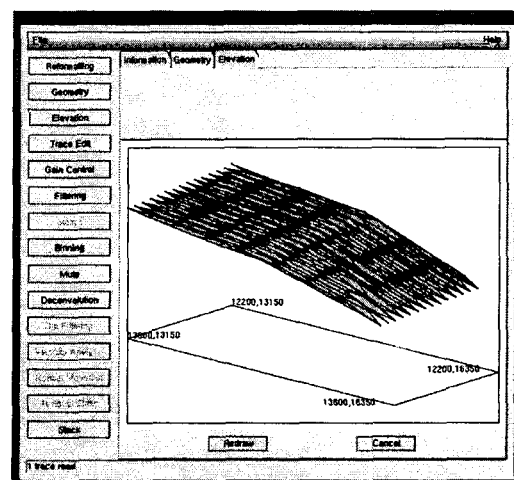 File Help
Information Geometry Elevation
Reformatting
Geometry
Elevation
Trace Edit
Gain Control
Filtering
Binning
Mute
Deconvolution
Stack
12200,13150
13600,13150
12200,16350
13600,16350
Redraw Cancel
1 trace read